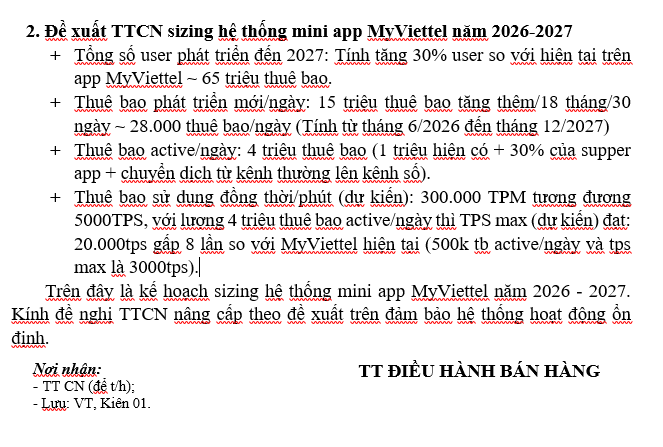 2. Đề xuất TTCN sizing hệ thống mini app MyViettel năm 2026-2027
+ Tổng số user phát triển đến 2027: Tính tăng 30% user so với hiện tại trên
app MyViettel ~ 65 triệu thuê bao.
+ Thuê bao phát triển mới/ngày: 15 triệu thuê bao tăng thêm/18 tháng/30
ngày ~ 28.000 thuê bao/ngày (Tính từ tháng 6/2026 đến tháng 12/2027)
+ Thuê bao active/ngày: 4 triệu thuê bao (1 triệu hiện có + 30% của supper
app + chuyển dịch từ kênh thường lên kênh số).
+ Thuê bao sử dụng đồng thời/phút (dự kiến): 300.000 TPM tương đương
5000TPS, với lượng 4 triệu thuê bao active/ngày thì TPS max (dự kiến) đạt:
20.000tps gấp 8 lần so với MyViettel hiện tại (500k tb active/ngày và tps
max là 3000tps).
Trên đây là kế hoạch sizing hệ thống mini app MyViettel năm 2026 - 2027.
Kính đề nghị TTCN nâng cấp theo đề xuất trên đảm bảo hệ thống hoạt động ổn
định.
Nơi nhận:
- TT CN (để t/h);
- Lưu: VT, Kiên 01.
TT ĐIỀU HÀNH BÁN HÀNG